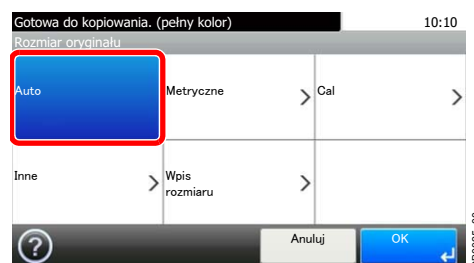 Gotowa do kopiowania. (pełny kolor) 10:10
Rozmiar oryginału
Auto
Metryczne
Cal
Inne
Wpis
rozmiaru
Anuluj
OK